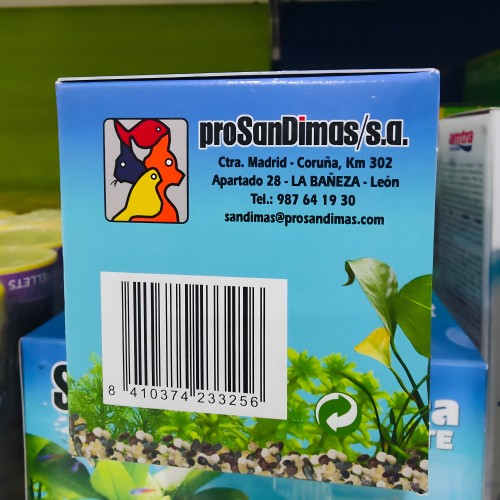 proSanDimas/s.a.
Ctra. Madrid - Coruña, Km 302
Apartado 28 - LA BAÑEZA - León
Tel.: 987 64 19 30
sandimas@prosandimas.com
8 410374 233256
PELLETS